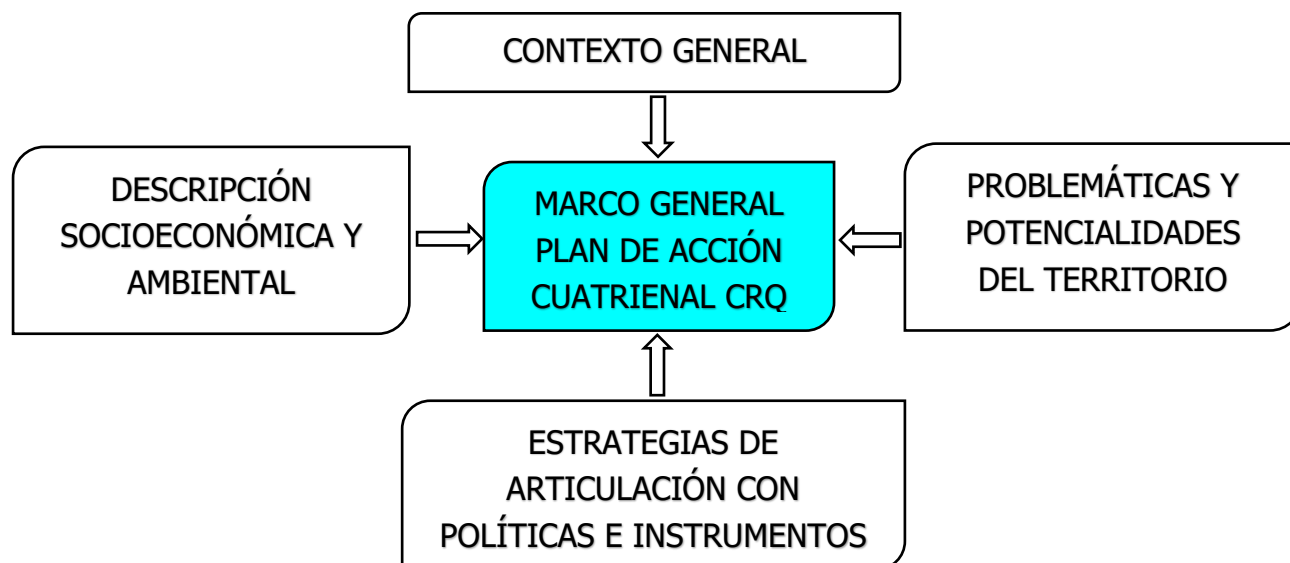 CONTEXTO GENERAL
DESCRIPCIÓN
SOCIOECONÓMICA Y
AMBIENTAL
MARCO GENERAL
PLAN DE ACCIÓN
CUATRIENAL CRQ
PROBLEMÁTICAS Y
POTENCIALIDADES
DEL TERRITORIO
ESTRATEGIAS DE
ARTICULACIÓN CON
POLÍTICAS E INSTRUMENTOS